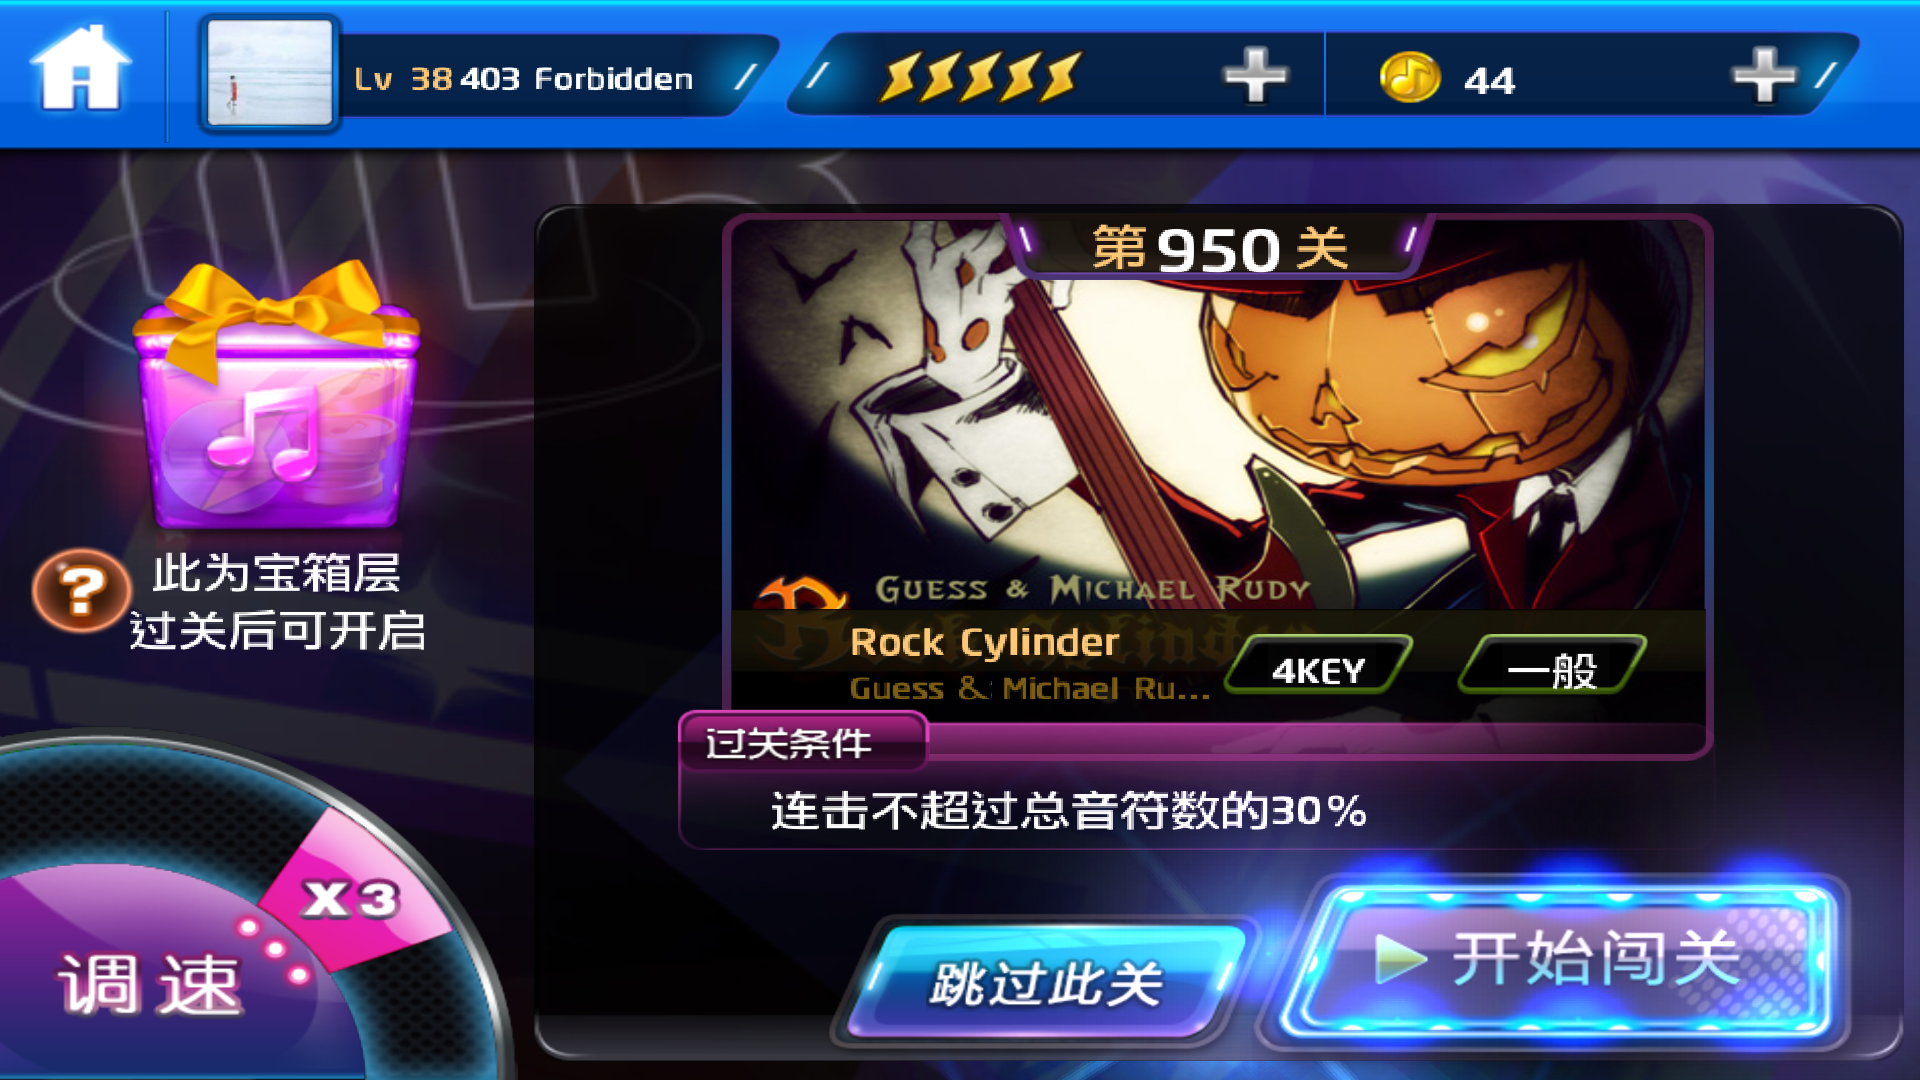 Lv 38 403 Forbidden
44
第950关
此为宝箱层
过关后可开启
?
GUESS & MICHAEL RUDY
Rock Cylinder
Guess & Michael Ru...
4KEY
一般
过关条件
连击不超过总音符数的30%
X3
调速
跳过此关
开始闯关